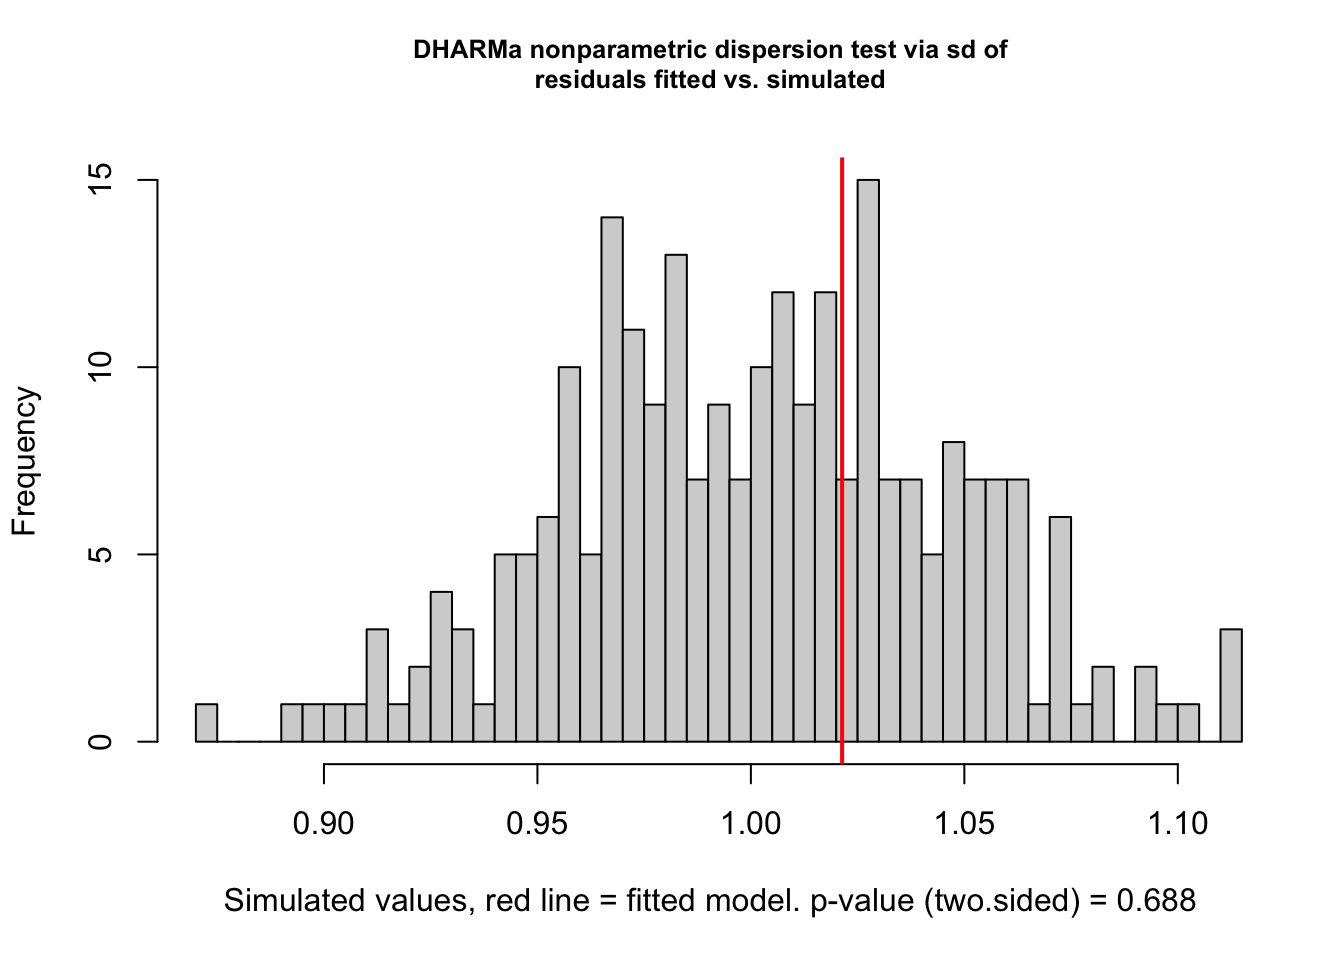 DHARMa nonparametric dispersion test via sd of
residuals fitted vs. simulated
15
10
5
0
Frequency
0.90 0.95 1.00 1.05 1.10
Simulated values, red line = fitted model. p-value (two.sided) = 0.688